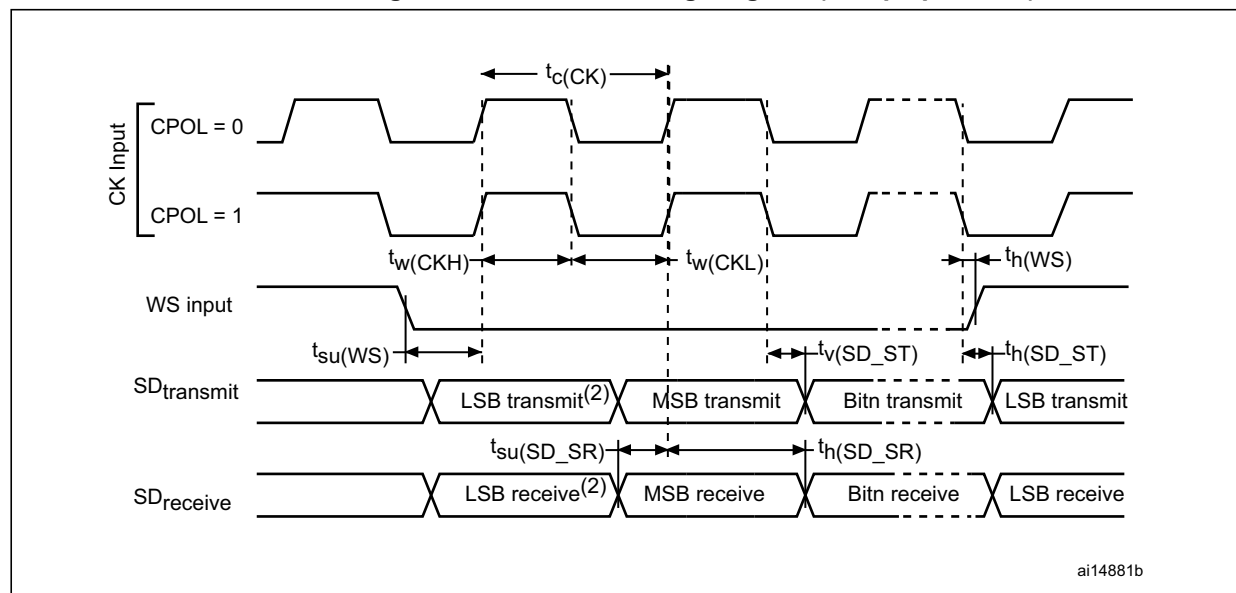 tc(CK)
CK Input
CPOL = 0
CPOL = 1
tw(CKH)
tw(CKL)
th(WS)
WS input
tsu(WS)
tv(SD_ST)
th(SD_ST)
SDtransmit
LSB transmit(2)
MSB transmit
Bitn transmit
LSB transmit
tsu(SD_SR)
th(SD_SR)
SDreceive
LSB receive(2)
MSB receive
Bitn receive
LSB receive
ai14881b